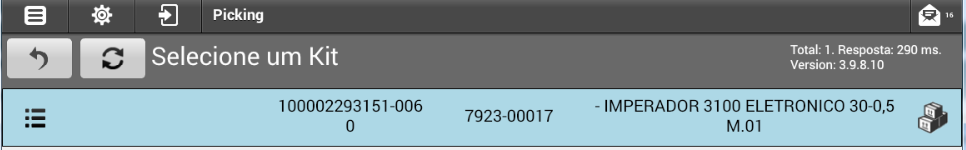 Picking
16
Selecione um Kit
Total: 1. Resposta: 290 ms.
Version: 3.9.8.10
100002293151-006
0
7923-00017
- IMPERADOR 3100 ELETRONICO 30-0,5
M.01